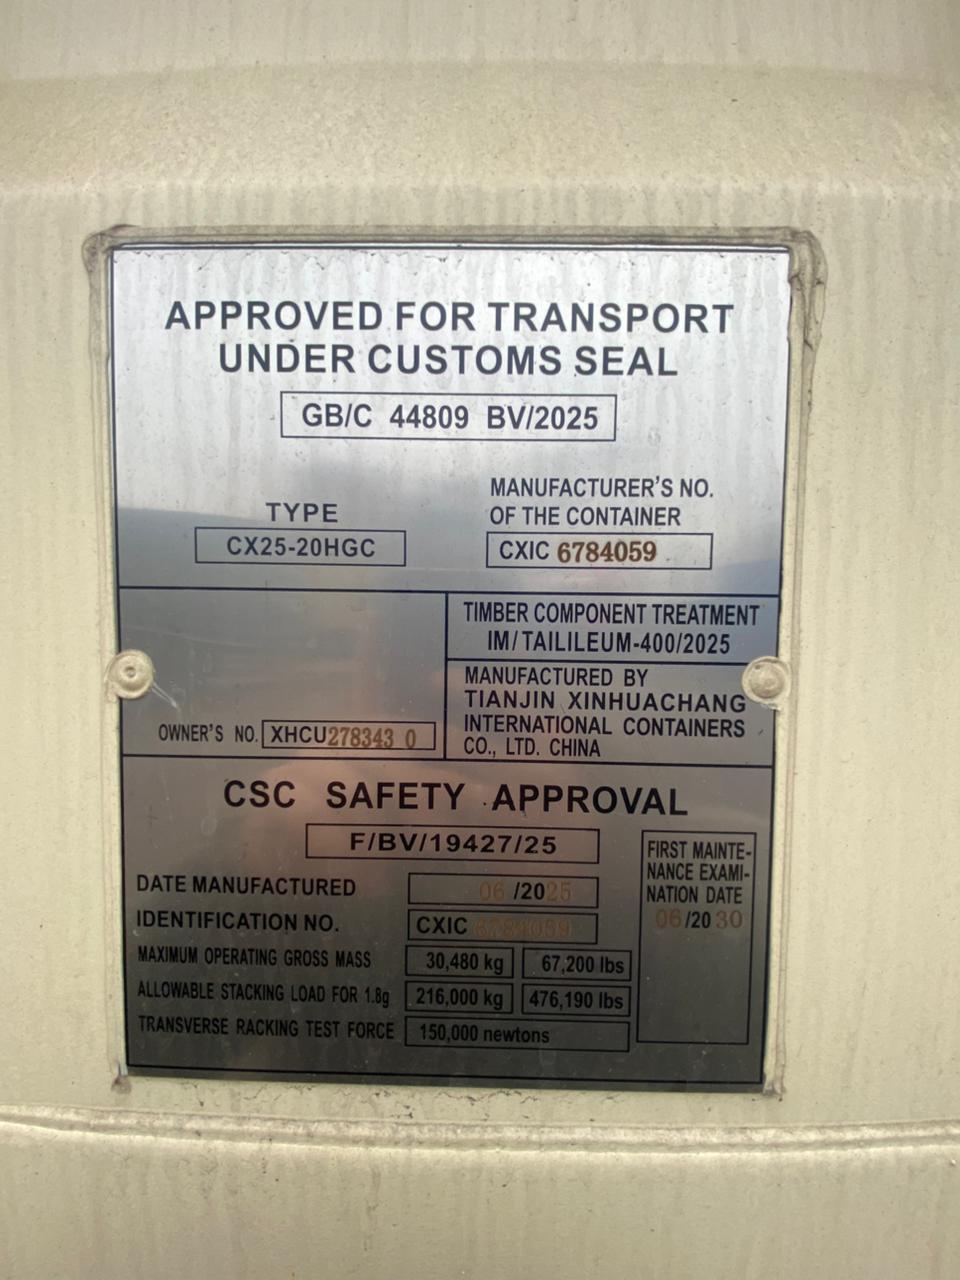 APPROVED FOR TRANSPORT
UNDER CUSTOMS SEAL
GB/C 44809 BV/2025
TYPE
CX25-20HGC
MANUFACTURER'S NO.
OF THE CONTAINER
CXIC 6784059
TIMBER COMPONENT TREATMENT
IM/TAILILEUM-400/2025
MANUFACTURED BY
TIANJIN XINHUACHANG
INTERNATIONAL CONTAINERS
CO., LTD. CHINA
OWNER'S NO. XHCU278343 0
CSC SAFETY APPROVAL
F/BV/19427/25
DATE MANUFACTURED 06/2025
IDENTIFICATION NO. CXIC 6784059
MAXIMUM OPERATING GROSS MASS 30,480 kg 67,200 lbs
ALLOWABLE STACKING LOAD FOR 1.8g 216,000 kg 476,190 lbs
TRANSVERSE RACKING TEST FORCE 150,000 newtons
FIRST MAINTE-
NANCE EXAMI-
NATION DATE
06/2030